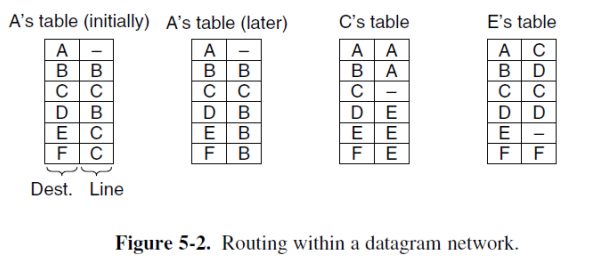 A's table (initially) A's table (later) C's table E's table
A – A – A A A C
B B B B B A B D
C C C C C – C C
D B D B D E D D
E C E B E E E –
F C F B F E F F
Dest. Line
Figure 5-2. Routing within a datagram network.